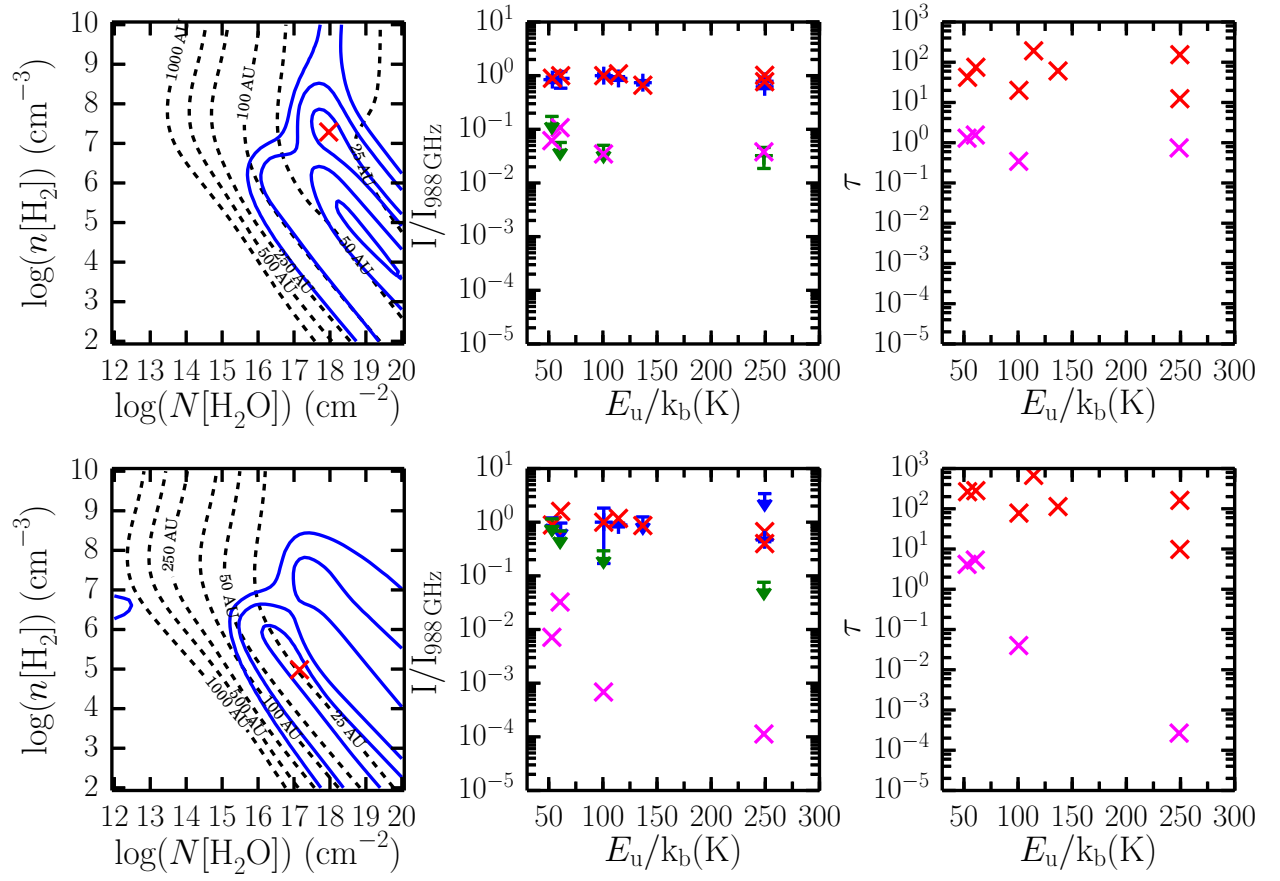 10
9
8
7
6
5
4
3
2
12 13 14 15 16 17 18 19 20
log(n[H₂]) (cm⁻³)
log(N[H₂O]) (cm⁻²)
1000 AU
100 AU
25 AU
50 AU
250 AU
500 AU
10¹
10⁰
10⁻¹
10⁻²
10⁻³
10⁻⁴
10⁻⁵
50 100 150 200 250 300
I/I₉₈₈ GHz
Eᵤ/k_b(K)
10³
10²
10¹
10⁰
10⁻¹
10⁻²
10⁻³
10⁻⁴
10⁻⁵
50 100 150 200 250 300
τ
Eᵤ/k_b(K)
10
9
8
7
6
5
4
3
2
12 13 14 15 16 17 18 19 20
log(n[H₂]) (cm⁻³)
log(N[H₂O]) (cm⁻²)
250 AU
50 AU
25 AU
100 AU
500 AU
1000 AU
10¹
10⁰
10⁻¹
10⁻²
10⁻³
10⁻⁴
10⁻⁵
50 100 150 200 250 300
I/I₉₈₈ GHz
Eᵤ/k_b(K)
10³
10²
10¹
10⁰
10⁻¹
10⁻²
10⁻³
10⁻⁴
10⁻⁵
50 100 150 200 250 300
τ
Eᵤ/k_b(K)